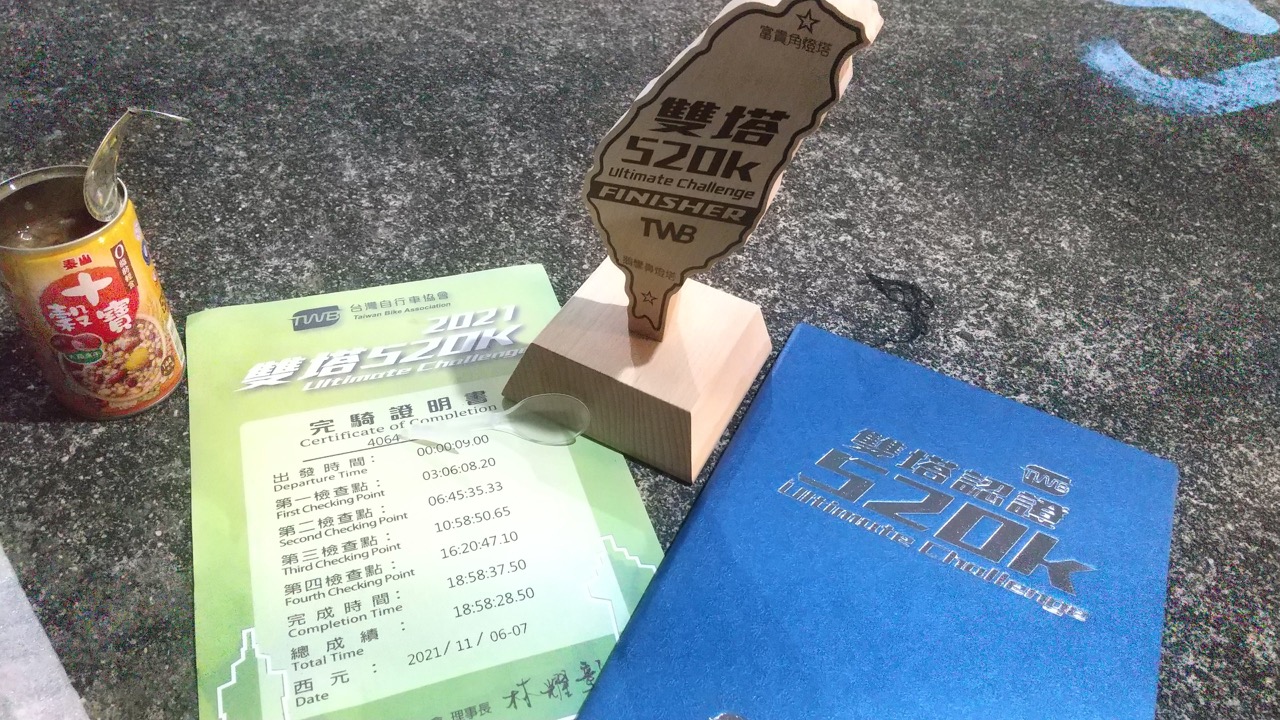 富貴角燈塔
雙塔
520k
Ultimate Challenge
FINISHER
TWB
鵝鑾鼻燈塔
泰山
十
穀寶
TWB 台灣自行車協會
Taiwan Bike Association
2021
雙塔520K
Ultimate Challenge
完騎證明書
Certificate of Completion
4064
出發時間： 00:00:09.00
Departure Time
第一檢查點： 03:06:08.20
First Checking Point
第二檢查點： 06:45:35.33
Second Checking Point
第三檢查點： 10:58:50.65
Third Checking Point
第四檢查點： 16:20:47.10
Fourth Checking Point
完成時間： 18:58:37.50
Completion Time
總成績： 18:58:28.50
Total Time
西元： 2021/11/06-07
Date
理事長
TWB
雙塔認證
520k
Ultimate Challenge